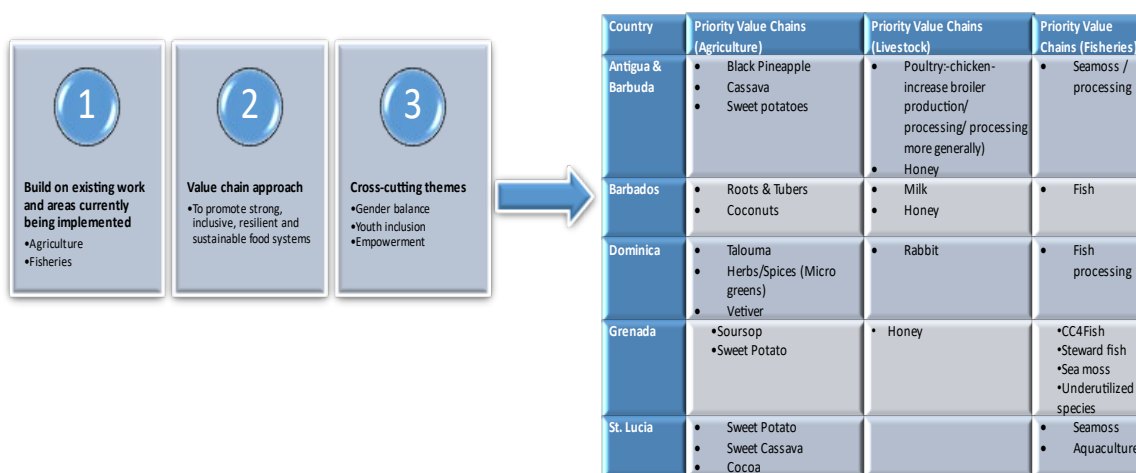 1
Build on existing work
and areas currently
being implemented
•Agriculture
•Fisheries
2
Value chain approach
•To promote strong,
inclusive, resilient and
sustainable food systems
3
Cross-cutting themes
•Gender balance
•Youth inclusion
•Empowerment
Country
Priority Value Chains
(Agriculture)
Priority Value Chains
(Livestock)
Priority Value
Chains (Fisheries)
Antigua &
Barbuda
• Black Pineapple
• Cassava
• Sweet potatoes
• Poultry:-chicken-
increase broiler
production/
processing/ processing
more generally)
• Honey
• Seamoss /
processing
Barbados
• Roots & Tubers
• Coconuts
• Milk
• Honey
• Fish
Dominica
• Talouma
• Herbs/Spices (Micro
greens)
• Vetiver
• Rabbit
• Fish
processing
Grenada
•Soursop
•Sweet Potato
• Honey
•CC4Fish
•Steward fish
•Sea moss
•Underutilized
species
St. Lucia
• Sweet Potato
• Sweet Cassava
• Cocoa
• Seamoss
• Aquaculture